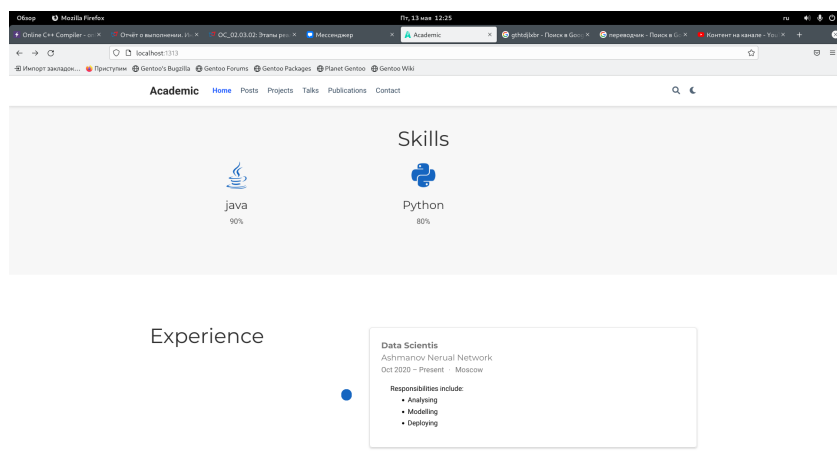 Обзор Mozilla Firefox Пт, 13 мая 12:25 ru
Online C++ Compiler - on Отчёт о выполнении. И ОС_02.03.02: Этапы реа Мессенджер Academic gthtdjlxbr - Поиск в Goo переводчик - Поиск в Go Контент на канале - You
localhost:1313
Импорт закладок... Приступим Gentoo's Bugzilla Gentoo Forums Gentoo Packages Planet Gentoo Gentoo Wiki
Academic Home Posts Projects Talks Publications Contact
Skills
java Python
90% 80%
Experience
Data Scientis
Ashmanov Nerual Network
Oct 2020 – Present · Moscow
Responsibilities include:
• Analysing
• Modelling
• Deploying